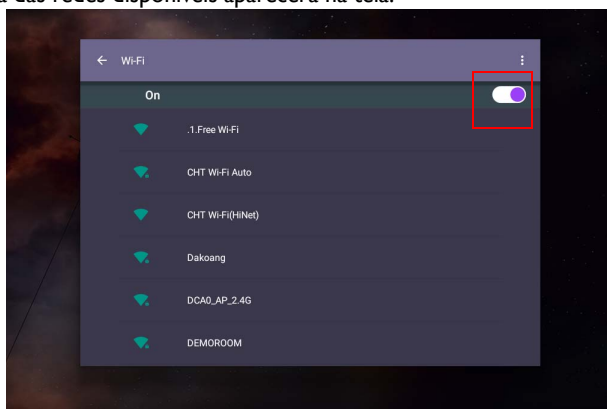 das redes disponíveis aparecerá na tela.
Wi-Fi
On
.1.Free Wi-Fi
CHT Wi-Fi Auto
CHT Wi-Fi(HiNet)
Dakoang
DCA0_AP_2.4G
DEMOROOM